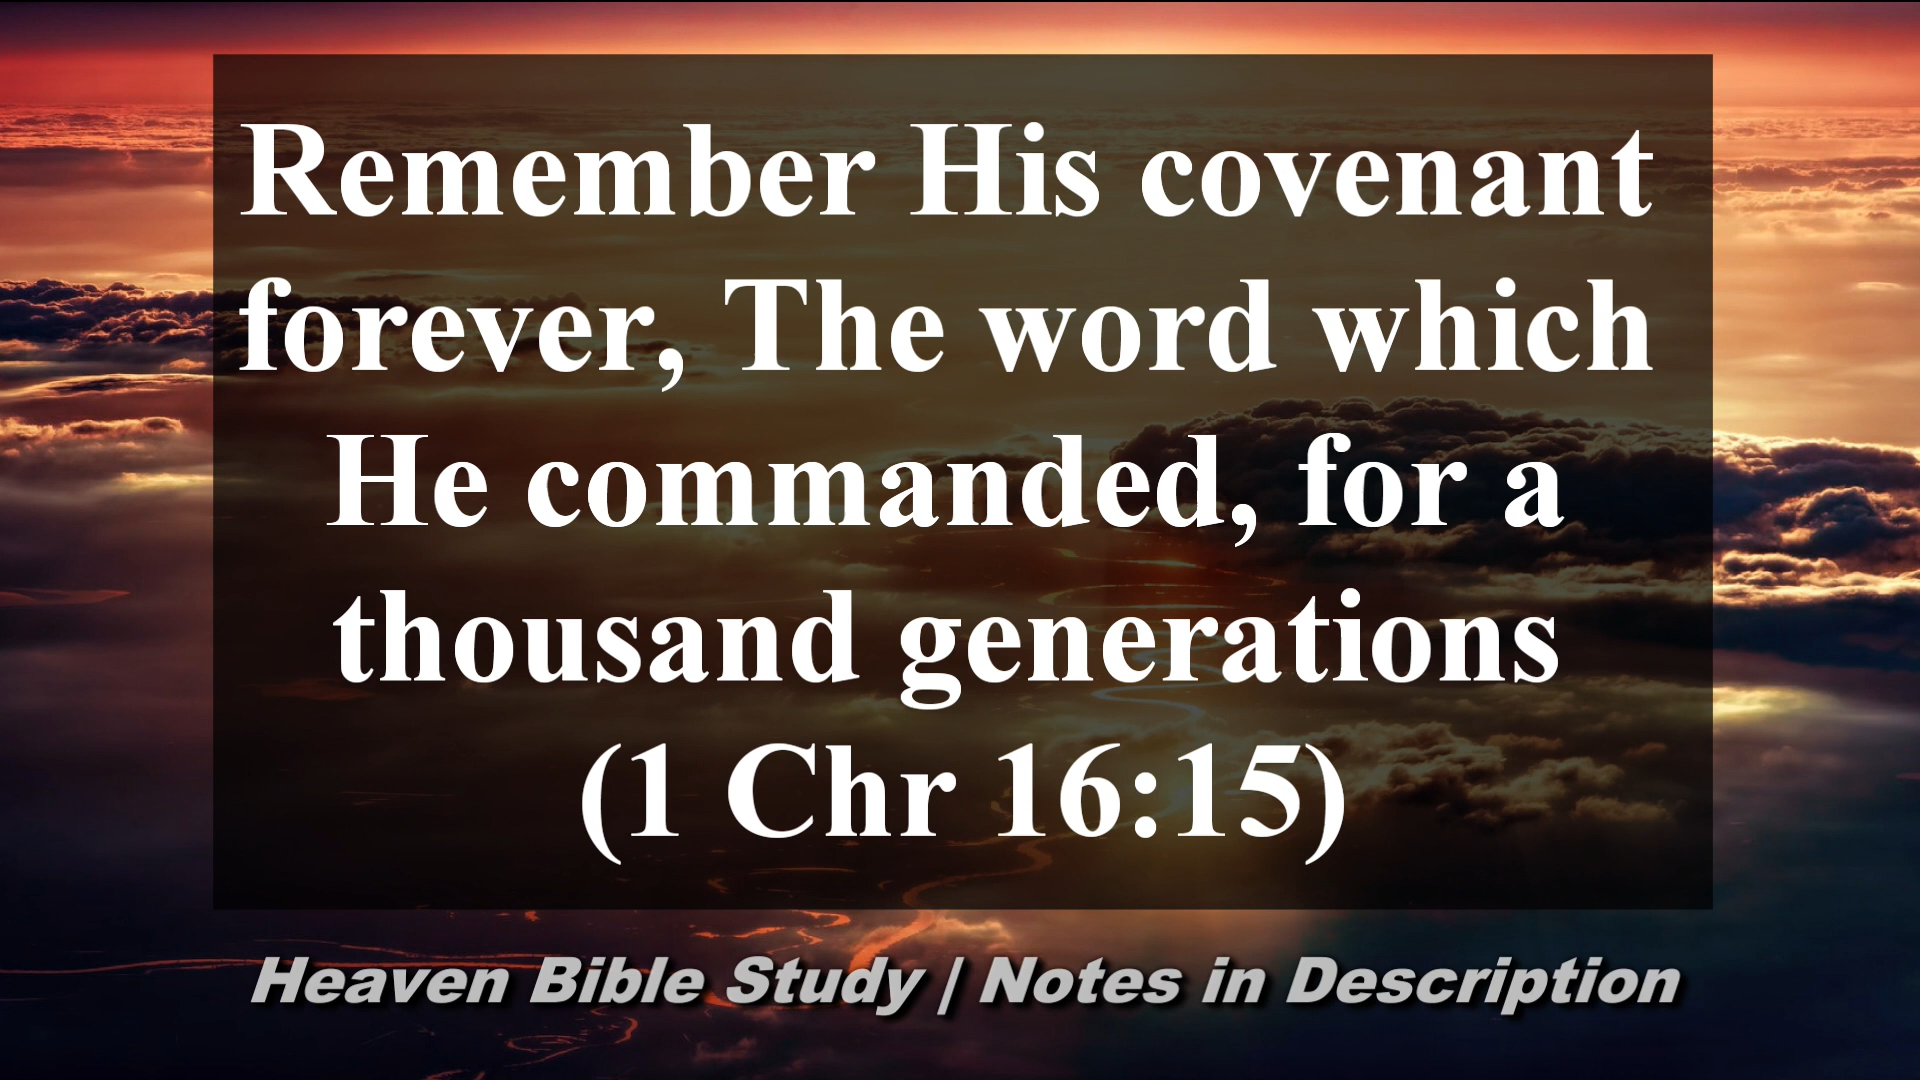 Remember His covenant
forever, The word which
He commanded, for a
thousand generations
(1 Chr 16:15)
Heaven Bible Study | Notes in Description